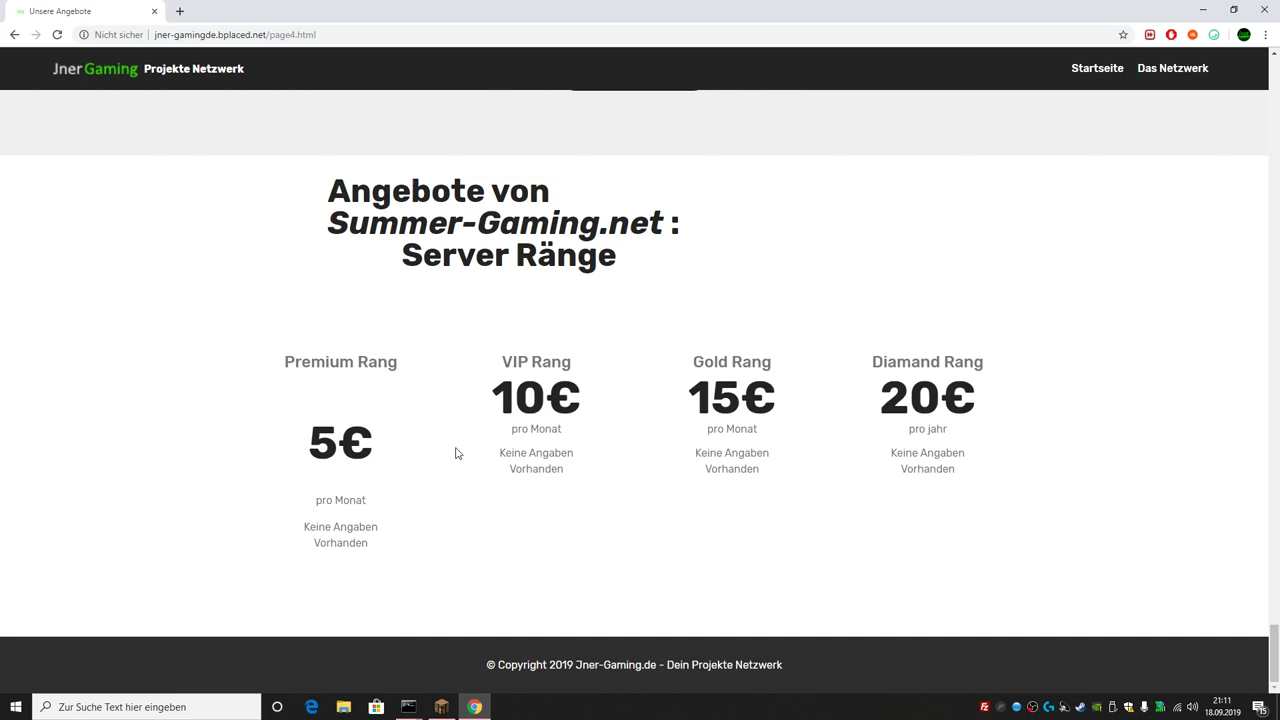 Unsere Angebote
Nicht sicher | jner-gamingde.bplaced.net/page4.html
Jner Gaming Projekte Netzwerk
Startseite Das Netzwerk
Angebote von
Summer-Gaming.net :
Server Ränge
Premium Rang
5€
pro Monat
Keine Angaben
Vorhanden
VIP Rang
10€
pro Monat
Keine Angaben
Vorhanden
Gold Rang
15€
pro Monat
Keine Angaben
Vorhanden
Diamand Rang
20€
pro jahr
Keine Angaben
Vorhanden
© Copyright 2019 Jner-Gaming.de - Dein Projekte Netzwerk
Zur Suche Text hier eingeben
21:11
18.09.2019
15